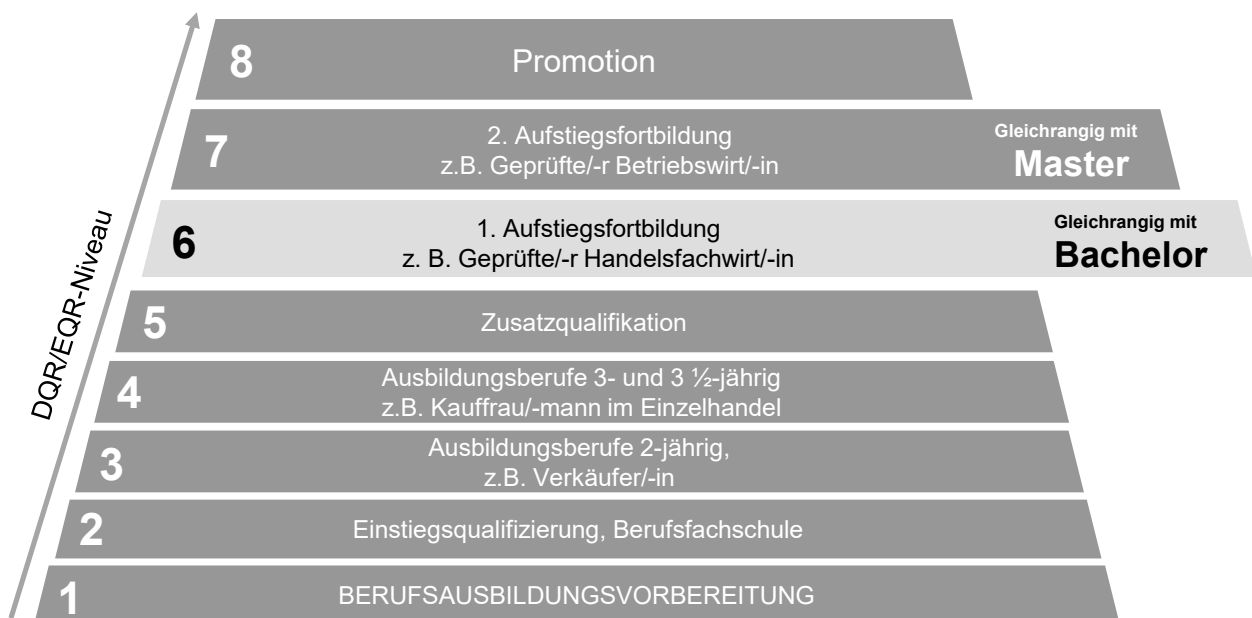 8
Promotion
7
2. Aufstiegsfortbildung
z.B. Geprüfte/-r Betriebswirt/-in
Gleichrangig mit
Master
6
1. Aufstiegsfortbildung
z. B. Geprüfte/-r Handelsfachwirt/-in
Gleichrangig mit
Bachelor
DQR/EQR-Niveau
5
Zusatzqualifikation
4
Ausbildungsberufe 3- und 3 ½-jährig
z.B. Kauffrau/-mann im Einzelhandel
3
Ausbildungsberufe 2-jährig,
z.B. Verkäufer/-in
2
Einstiegsqualifizierung, Berufsfachschule
1
BERUFSAUSBILDUNGSVORBEREITUNG